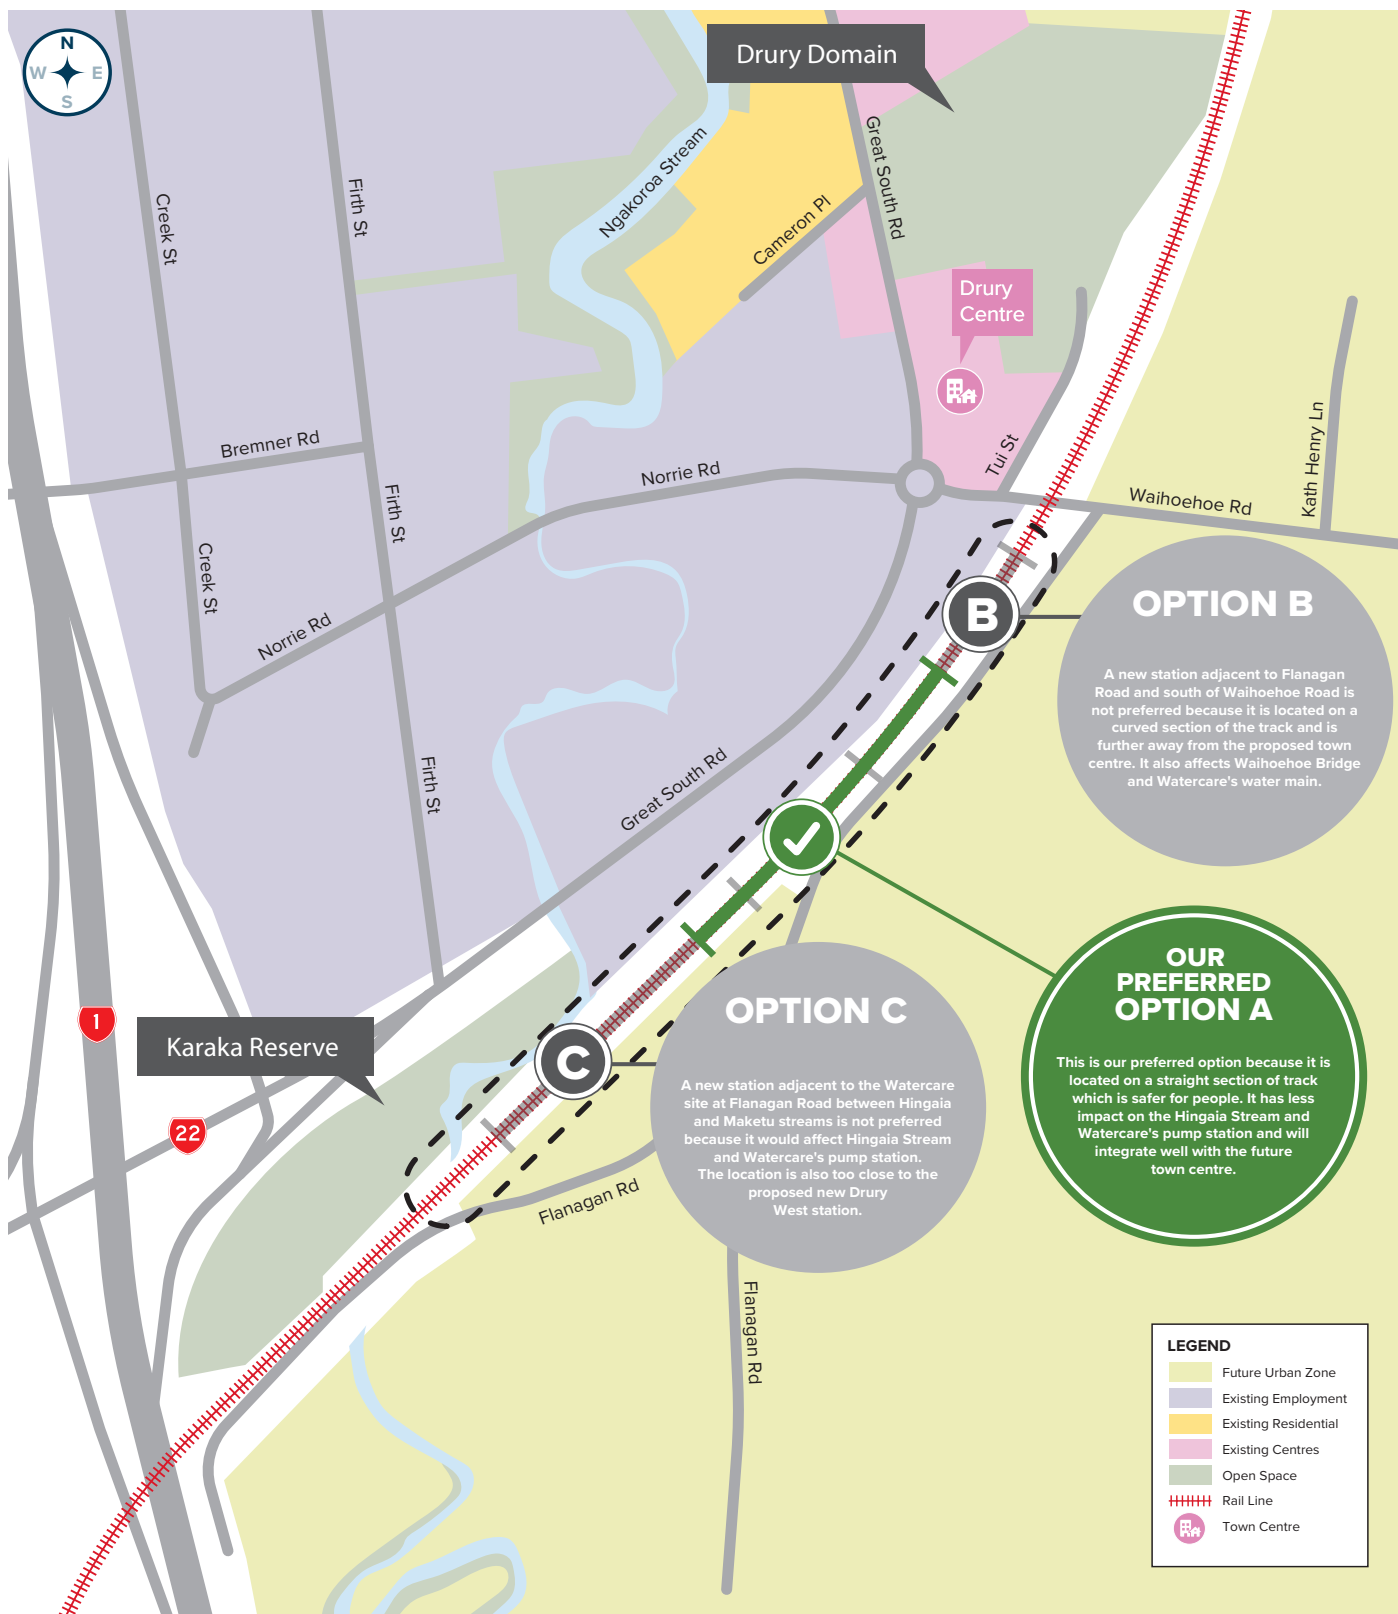 N
W
E
S
Drury Domain
Ngakoroa Stream
Great South Rd
Creek St
Firth St
Cameron Pl
Drury
Centre
Kath Henry Ln
Bremner Rd
Tui St
Norrie Rd
Waihoehoe Rd
Firth St
Creek St
Norrie Rd
B
OPTION B
A new station adjacent to Flanagan
Road and south of Waihoehoe Road is
not preferred because it is located on a
curved section of the track and is
further away from the proposed town
centre. It also affects Waihoehoe Bridge
and Watercare's water main.
Firth St
Great South Rd
OUR
PREFERRED
OPTION A
This is our preferred option because it is
located on a straight section of track
which is safer for people. It has less
impact on the Hingaia Stream and
Watercare's pump station and will
integrate well with the future
town centre.
1
Karaka Reserve
22
C
OPTION C
A new station adjacent to the Watercare
site at Flanagan Road between Hingaia
and Maketu streams is not preferred
because it would affect Hingaia Stream
and Watercare's pump station.
The location is also too close to the
proposed new Drury
West station.
Flanagan Rd
Flanagan Rd
LEGEND
Future Urban Zone
Existing Employment
Existing Residential
Existing Centres
Open Space
Rail Line
Town Centre